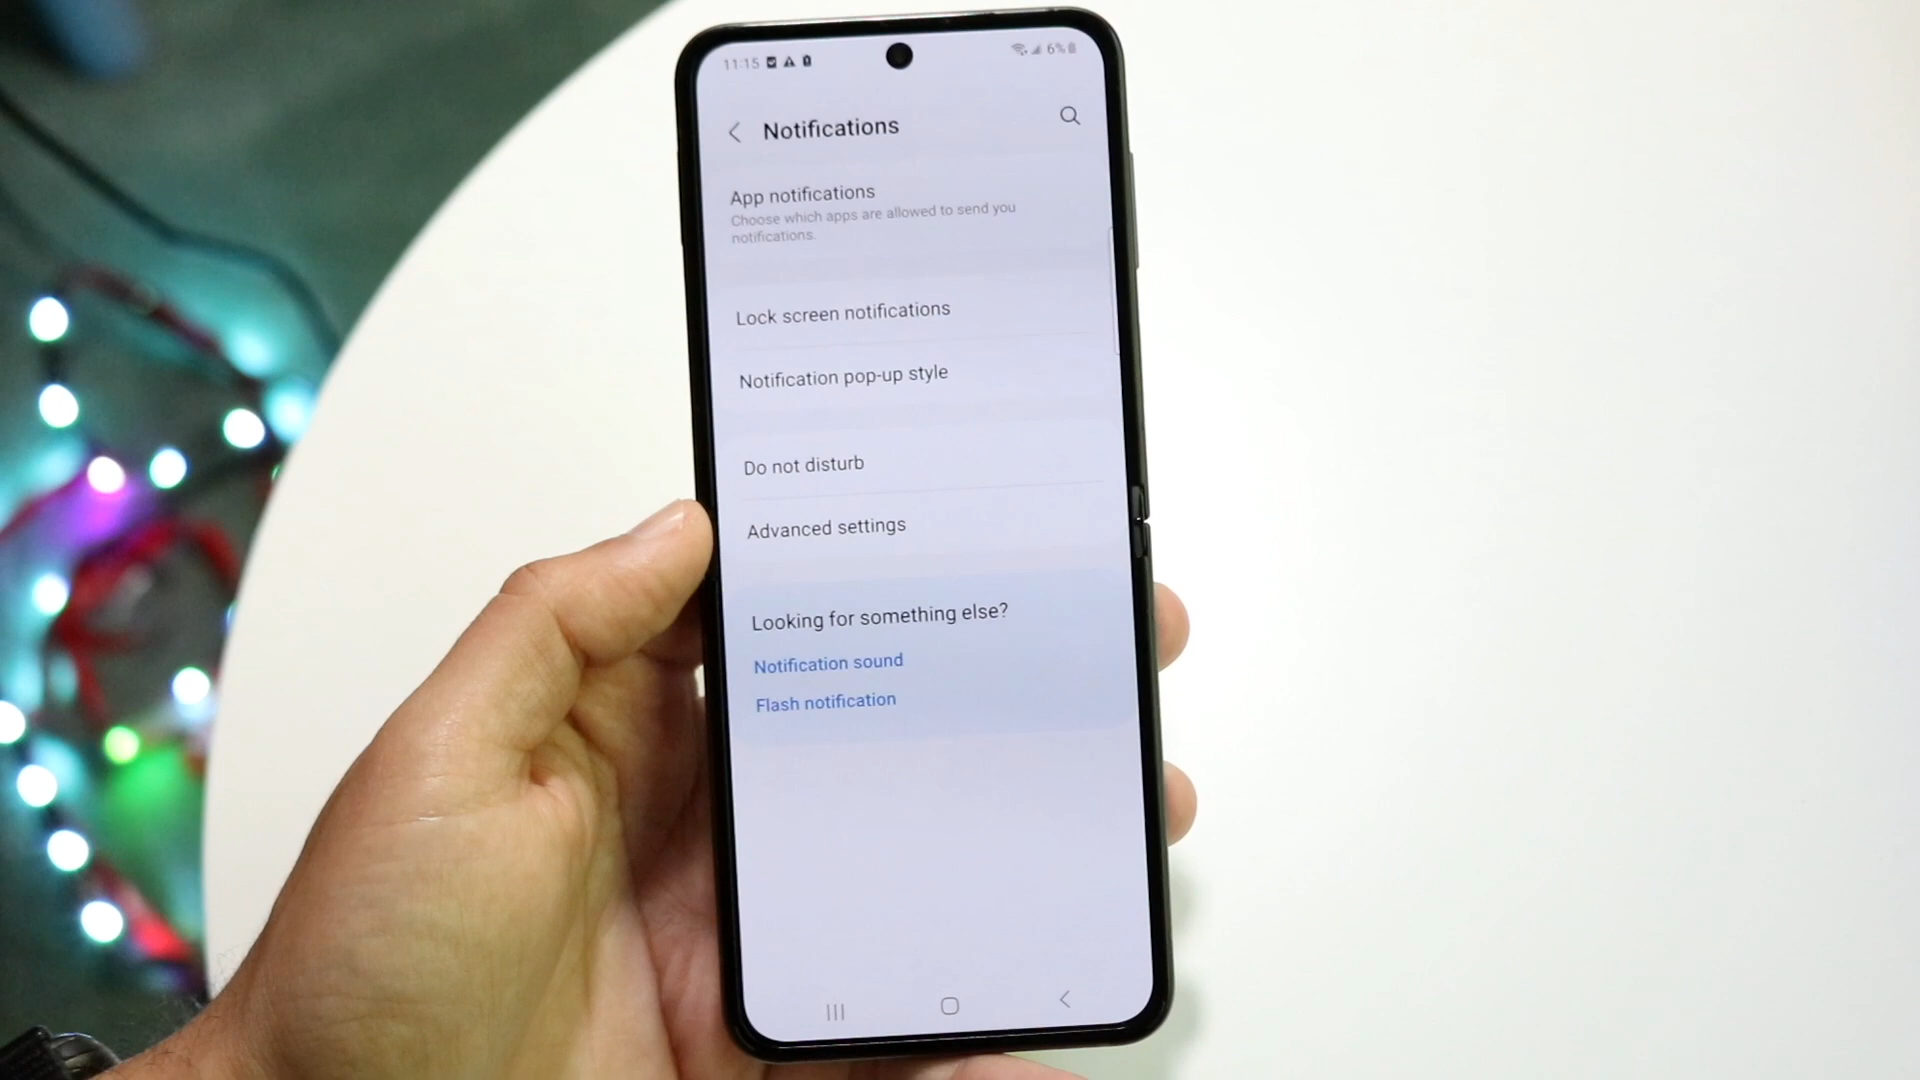 11:15
6%
Notifications
App notifications
Choose which apps are allowed to send you
notifications.
Lock screen notifications
Notification pop-up style
Do not disturb
Advanced settings
Looking for something else?
Notification sound
Flash notification